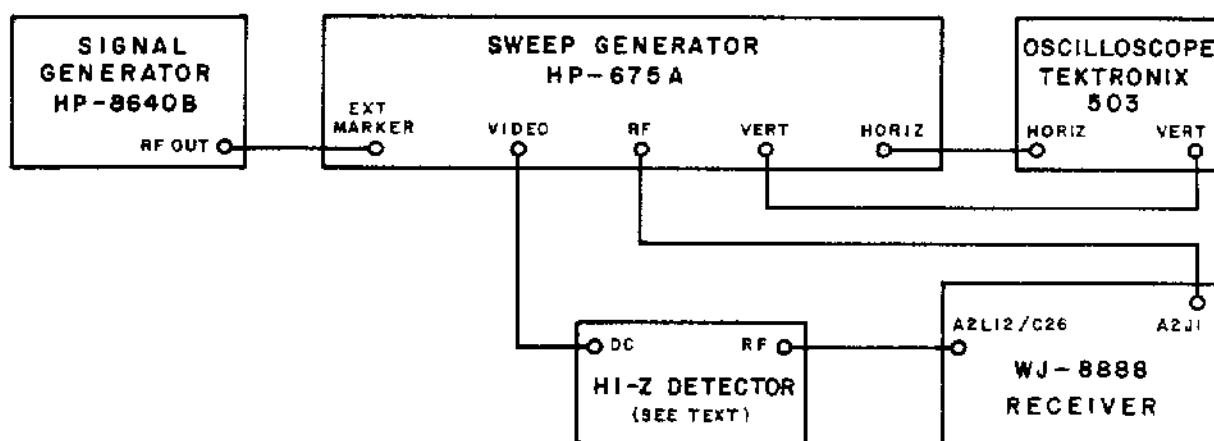 SIGNAL
GENERATOR
HP-8640B
RF OUT
SWEEP GENERATOR
HP-675A
EXT
MARKER
VIDEO
RF
VERT
HORIZ
OSCILLOSCOPE
TEKTRONIX
503
HORIZ
VERT
DC
RF
HI-Z DETECTOR
(SEE TEXT)
A2L12/C26
A2J1
WJ-8888
RECEIVER